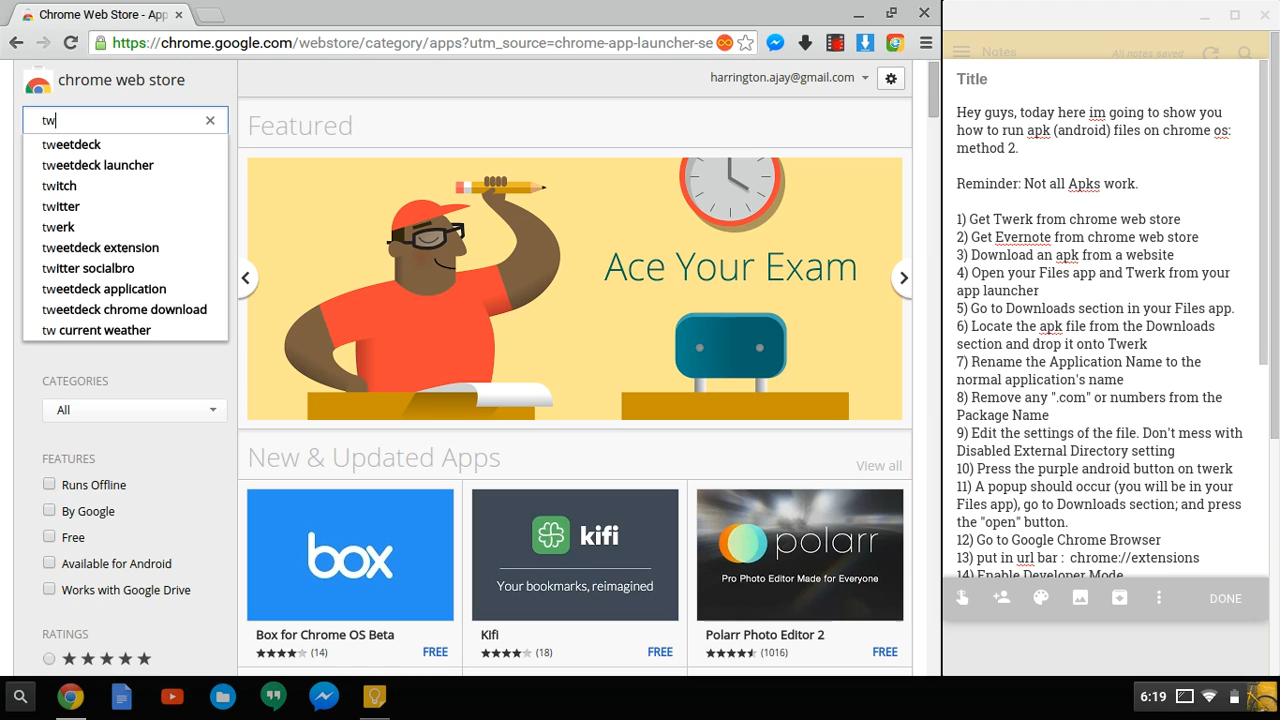 Chrome Web Store - App
https://chrome.google.com/webstore/category/apps?utm_source=chrome-app-launcher-se
chrome web store
harrington.ajay@gmail.com
tw
tweetdeck
tweetdeck launcher
twitch
twitter
twerk
tweetdeck extension
twitter socialbro
tweetdeck application
tweetdeck chrome download
tw current weather
CATEGORIES
All
FEATURES
Runs Offline
By Google
Free
Available for Android
Works with Google Drive
RATINGS
Featured
Ace Your Exam
New & Updated Apps
View all
box
kifi
Your bookmarks, reimagined
polarr
Pro Photo Editor Made for Everyone
Box for Chrome OS Beta
(14)
FREE
Kifi
(18)
FREE
Polarr Photo Editor 2
(1016)
FREE
Notes
All notes saved
Title
Hey guys, today here im going to show you
how to run apk (android) files on chrome os:
method 2.
Reminder: Not all Apks work.
1) Get Twerk from chrome web store
2) Get Evernote from chrome web store
3) Download an apk from a website
4) Open your Files app and Twerk from your
app launcher
5) Go to Downloads section in your Files app.
6) Locate the apk file from the Downloads
section and drop it onto Twerk
7) Rename the Application Name to the
normal application's name
8) Remove any ".com" or numbers from the
Package Name
9) Edit the settings of the file. Don't mess with
Disabled External Directory setting
10) Press the purple android button on twerk
11) A popup should occur (you will be in your
Files app), go to Downloads section; and press
the "open" button.
12) Go to Google Chrome Browser
13) put in url bar : chrome://extensions
14) Enable Developer Mode
DONE
6:19